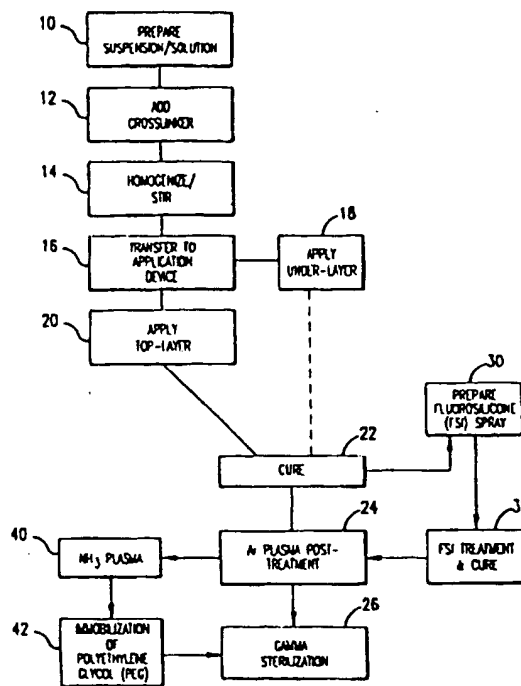 10
PREPARE
SUSPENSION/SOLUTION
12
ADD
CROSSLINKER
14
HOMOGENIZE/
STIR
16
TRANSFER TO
APPLICATION
DEVICE
18
APPLY
UNDER-LAYER
20
APPLY
TOP-LAYER
30
PREPARE
FLUOROSILICONE
(FSI) SPRAY
22
CURE
24
Ar PLASMA POST-
TREATMENT
3
FSI TREATMENT
& CURE
40
NH3 PLASMA
42
IMMOBILIZATION
OF
POLYETHYLENE
GLYCOL (PEG)
26
GAMMA
STERILIZATION